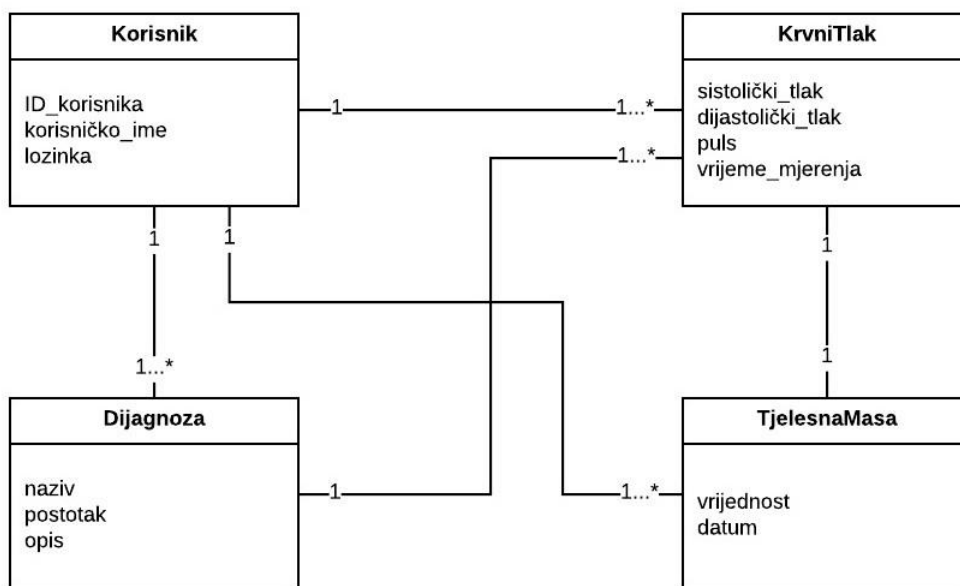 Korisnik
ID_korisnika
korisničko_ime
lozinka
1
1...*
KrvniTlak
sistolički_tlak
dijastolički_tlak
puls
vrijeme_mjerenja
1...*
1
1
1
1...*
1
Dijagnoza
naziv
postotak
opis
1
1...*
TjelesnaMasa
vrijednost
datum